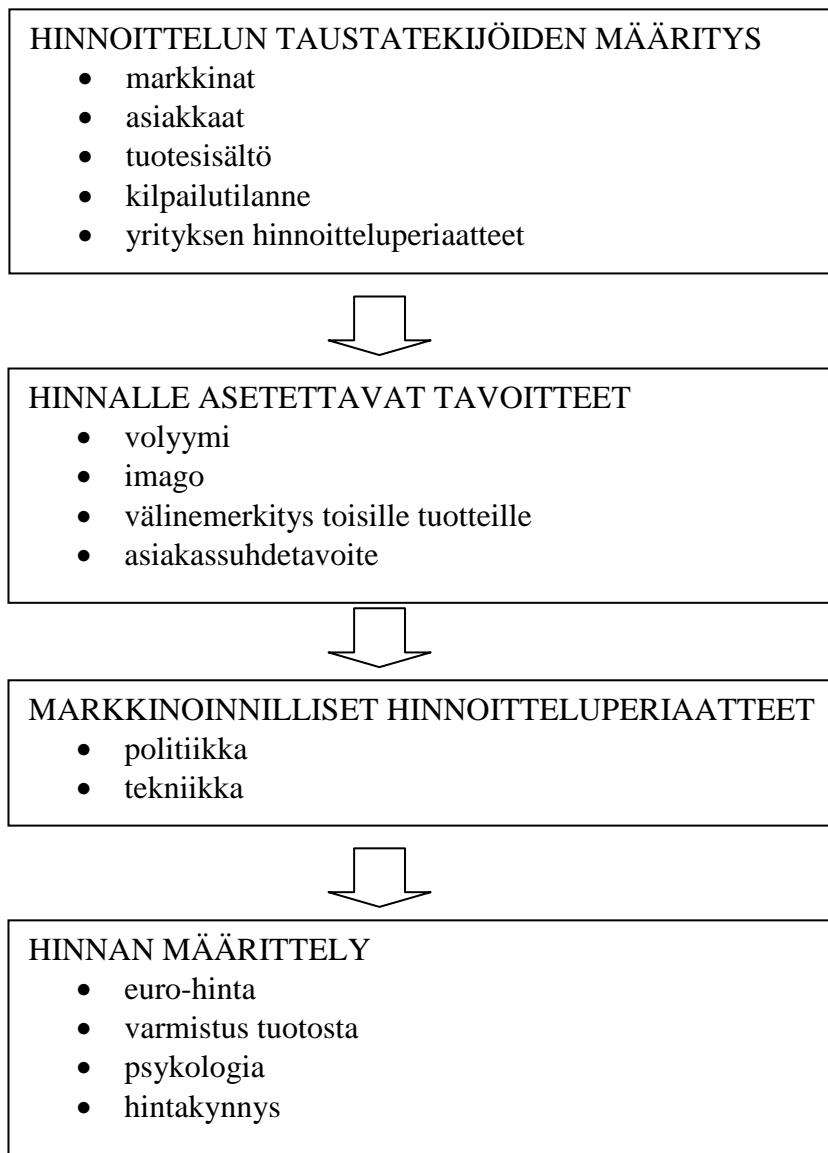 HINNOITTELUN TAUSTATEKIJÖIDEN MÄÄRITYS
• markkinat
• asiakkaat
• tuotesisältö
• kilpailutilanne
• yrityksen hinnoitteluperiaatteet
HINNALLE ASETETTAVAT TAVOITTEET
• volyymi
• imago
• välinemerkitys toisille tuotteille
• asiakassuhdetavoite
MARKKINOINNILLISET HINNOITTELUPERIAATTEET
• politiikka
• tekniikka
HINNAN MÄÄRITTELY
• euro-hinta
• varmistus tuotosta
• psykologia
• hintakynnys